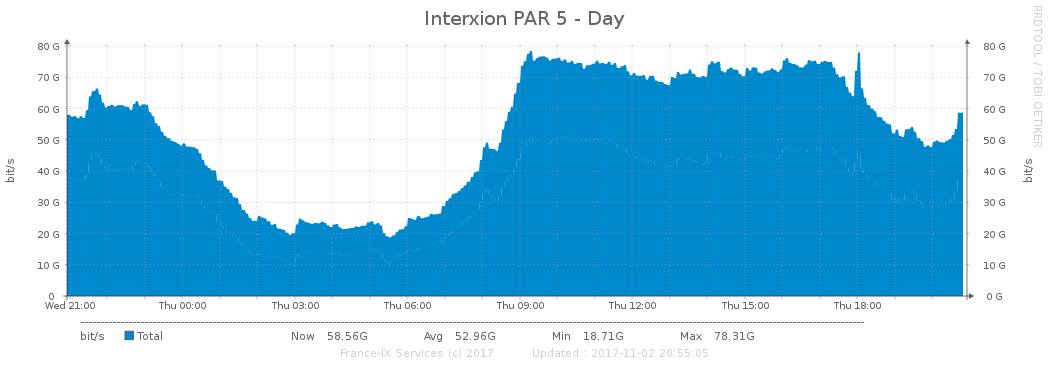 Interxion PAR 5 - Day
RRDTOOL / TOBI OETIKER
bit/s
80 G 80 G
70 G 70 G
60 G 60 G
50 G 50 G
40 G 40 G
30 G 30 G
20 G 20 G
10 G 10 G
0 0 G
bit/s
Wed 21:00 Thu 00:00 Thu 03:00 Thu 06:00 Thu 09:00 Thu 12:00 Thu 15:00 Thu 18:00
bit/s Total Now 58.56G Avg 52.96G Min 18.71G Max 78.31G
France-IX Services (c) 2017 Updated : 2017-11-02 20:55:05